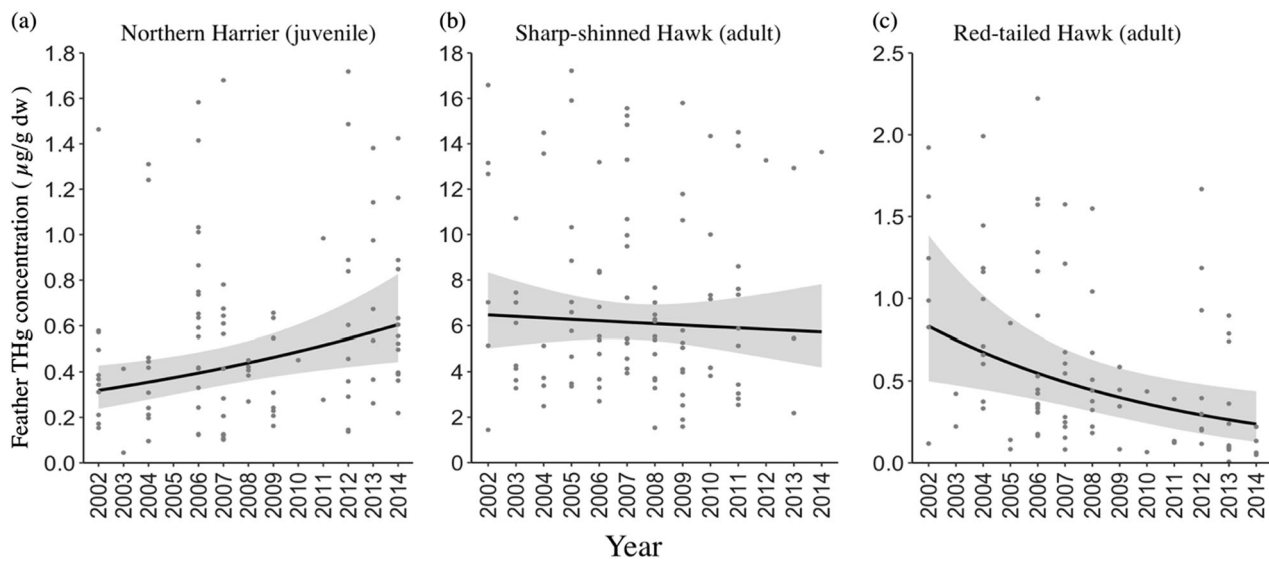 (a)
Northern Harrier (juvenile)
(b)
Sharp-shinned Hawk (adult)
(c)
Red-tailed Hawk (adult)
Feather THg concentration ( µg/g dw )
1.8
1.6
1.4
1.2
1.0
0.8
0.6
0.4
0.2
0.0
18
16
14
12
10
8
6
4
2
0
2.5
2.0
1.5
1.0
0.5
0.0
2002 2003 2004 2005 2006 2007 2008 2009 2010 2011 2012 2013 2014
2002 2003 2004 2005 2006 2007 2008 2009 2010 2011 2012 2013 2014
2002 2003 2004 2005 2006 2007 2008 2009 2010 2011 2012 2013 2014
Year